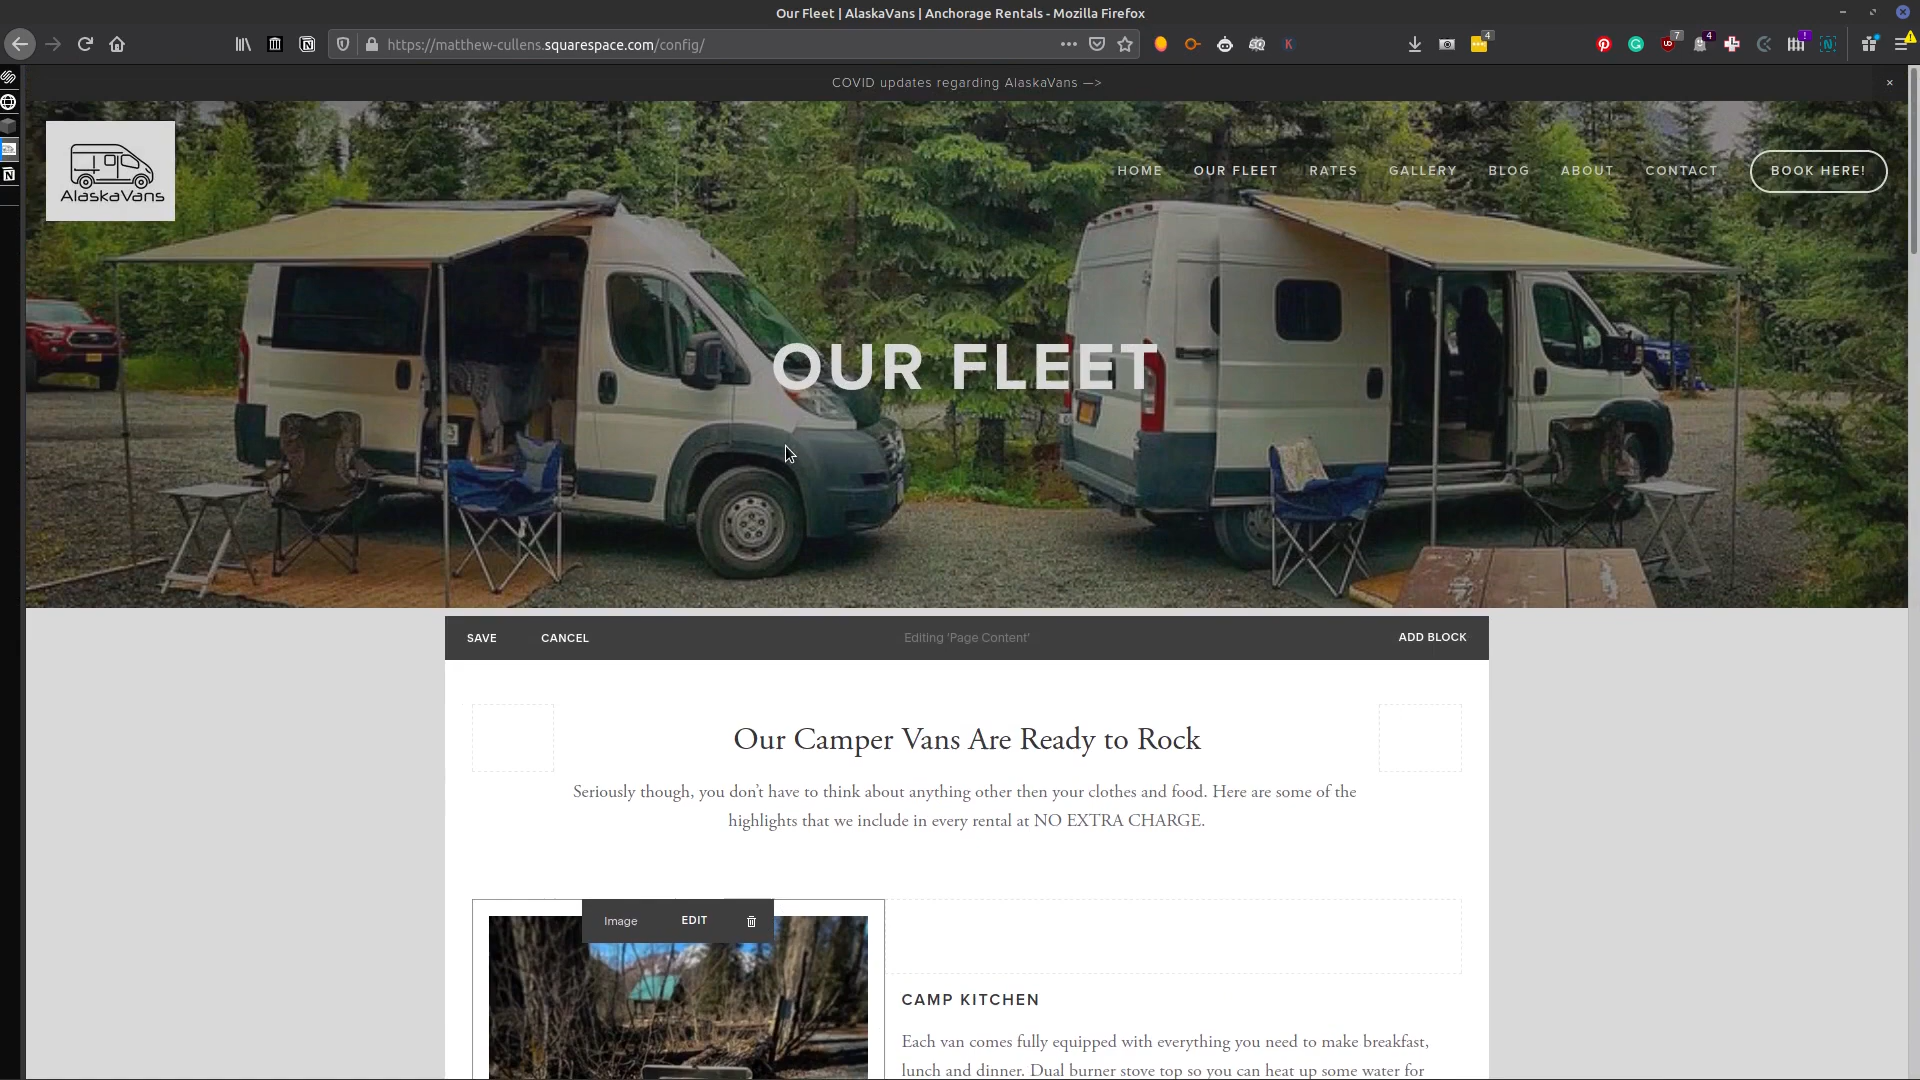 Our Fleet | AlaskaVans | Anchorage Rentals - Mozilla Firefox
https://matthew-cullens.squarespace.com/config/
4
7
4
!
COVID updates regarding AlaskaVans —>
AlaskaVans
HOME OUR FLEET RATES GALLERY BLOG ABOUT CONTACT BOOK HERE!
OUR FLEET
SAVE CANCEL Editing 'Page Content' ADD BLOCK
Our Camper Vans Are Ready to Rock
Seriously though, you don’t have to think about anything other then your clothes and food. Here are some of the
highlights that we include in every rental at NO EXTRA CHARGE.
Image EDIT
CAMP KITCHEN
Each van comes fully equipped with everything you need to make breakfast,
lunch and dinner. Dual burner stove top so you can heat up some water for